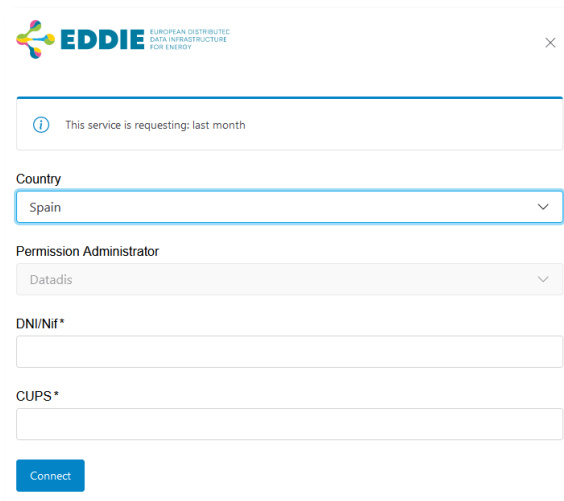 EDDIE
EUROPEAN DISTRIBUTED
DATA INFRASTRUCTURE
FOR ENERGY
This service is requesting: last month
Country
Spain
Permission Administrator
Datadis
DNI/Nif*
CUPS*
Connect